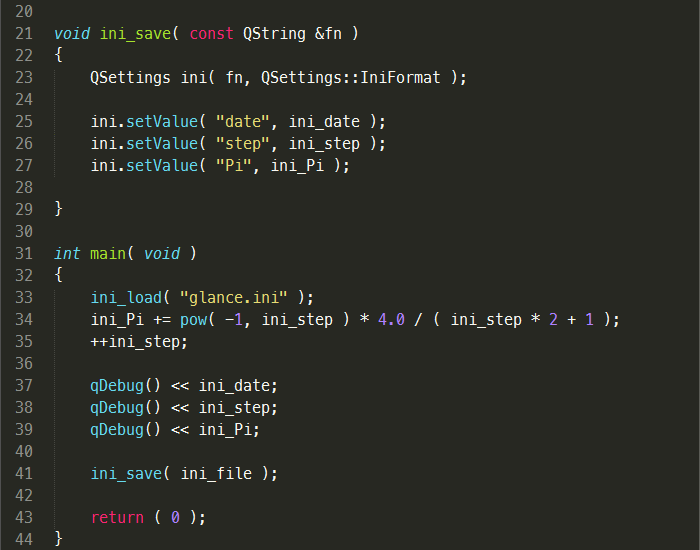 20
21 void ini_save( const QString &fn )
22 {
23     QSettings ini( fn, QSettings::IniFormat );
24
25     ini.setValue( "date", ini_date );
26     ini.setValue( "step", ini_step );
27     ini.setValue( "Pi", ini_Pi );
28
29 }
30
31 int main( void )
32 {
33     ini_load( "glance.ini" );
34     ini_Pi += pow( -1, ini_step ) * 4.0 / ( ini_step * 2 + 1 );
35     ++ini_step;
36
37     qDebug() << ini_date;
38     qDebug() << ini_step;
39     qDebug() << ini_Pi;
40
41     ini_save( ini_file );
42
43     return ( 0 );
44 }